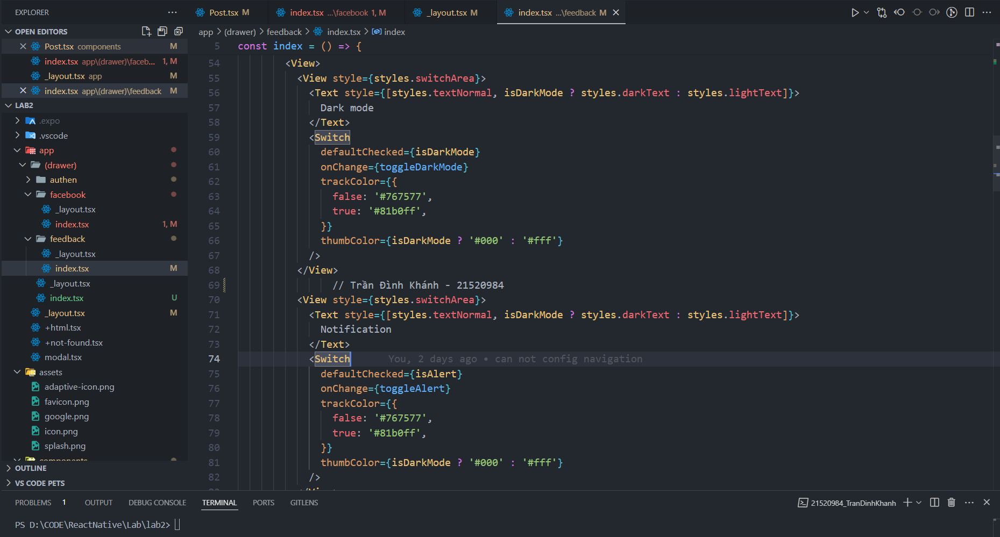 EXPLORER
OPEN EDITORS
Post.tsx components M
index.tsx app\(drawer)\faceb... 1, M
_layout.tsx app M
index.tsx app\(drawer)\feedback M
LAB2
.expo
.vscode
app
(drawer)
authen
facebook
_layout.tsx
index.tsx 1, M
feedback
_layout.tsx
index.tsx M
_layout.tsx
index.tsx U
_layout.tsx M
+html.tsx
+not-found.tsx
modal.tsx
assets
adaptive-icon.png
favicon.png
google.png
icon.png
splash.png
components
OUTLINE
VS CODE PETS
Post.tsx M
index.tsx ...\facebook 1, M
_layout.tsx M
index.tsx ...\feedback M
app > (drawer) > feedback > index.tsx > index
5 const index = () => {
54 <View>
55 <View style={styles.switchArea}>
56 <Text style={[styles.textNormal, isDarkMode ? styles.darkText : styles.lightText]}>
57 Dark mode
58 </Text>
59 <Switch
60 defaultChecked={isDarkMode}
61 onChange={toggleDarkMode}
62 trackColor={{
63 false: '#767577',
64 true: '#81b0ff',
65 }}
66 thumbColor={isDarkMode ? '#000' : '#fff'}
67 />
68 </View>
69 // Trần Đình Khánh - 21520984
70 <View style={styles.switchArea}>
71 <Text style={[styles.textNormal, isDarkMode ? styles.darkText : styles.lightText]}>
72 Notification
73 </Text>
74 <Switch You, 2 days ago • can not config navigation
75 defaultChecked={isAlert}
76 onChange={toggleAlert}
77 trackColor={{
78 false: '#767577',
79 true: '#81b0ff',
80 }}
81 thumbColor={isDarkMode ? '#000' : '#fff'}
82 />
83 </View>
PROBLEMS 1 OUTPUT DEBUG CONSOLE TERMINAL PORTS GITLENS
21520984_TranDinhKhanh
PS D:\CODE\ReactNative\Lab\lab2>